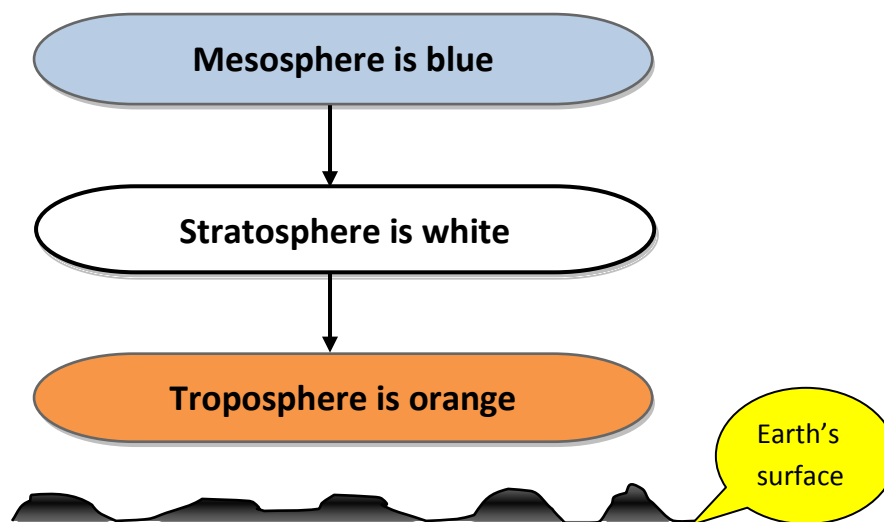 Mesosphere is blue
Stratosphere is white
Troposphere is orange
Earth's
surface